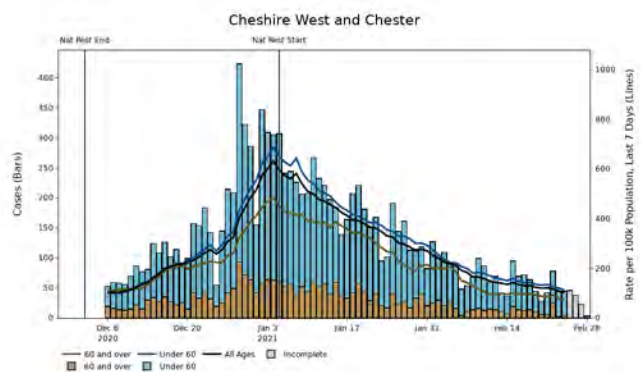 Cheshire West and Chester
Nat Rest End
Nat Rest Start
Cases (Bars)
400
350
300
250
200
150
100
50
0
Rate per 100k Population, Last 7 Days (Lines)
1000
800
600
400
200
0
Dec 6
2020
Dec 20
Jan 3
2021
Jan 17
Jan 31
Feb 14
Feb 28
60 and over
Under 60
All Ages
Incomplete
60 and over
Under 60